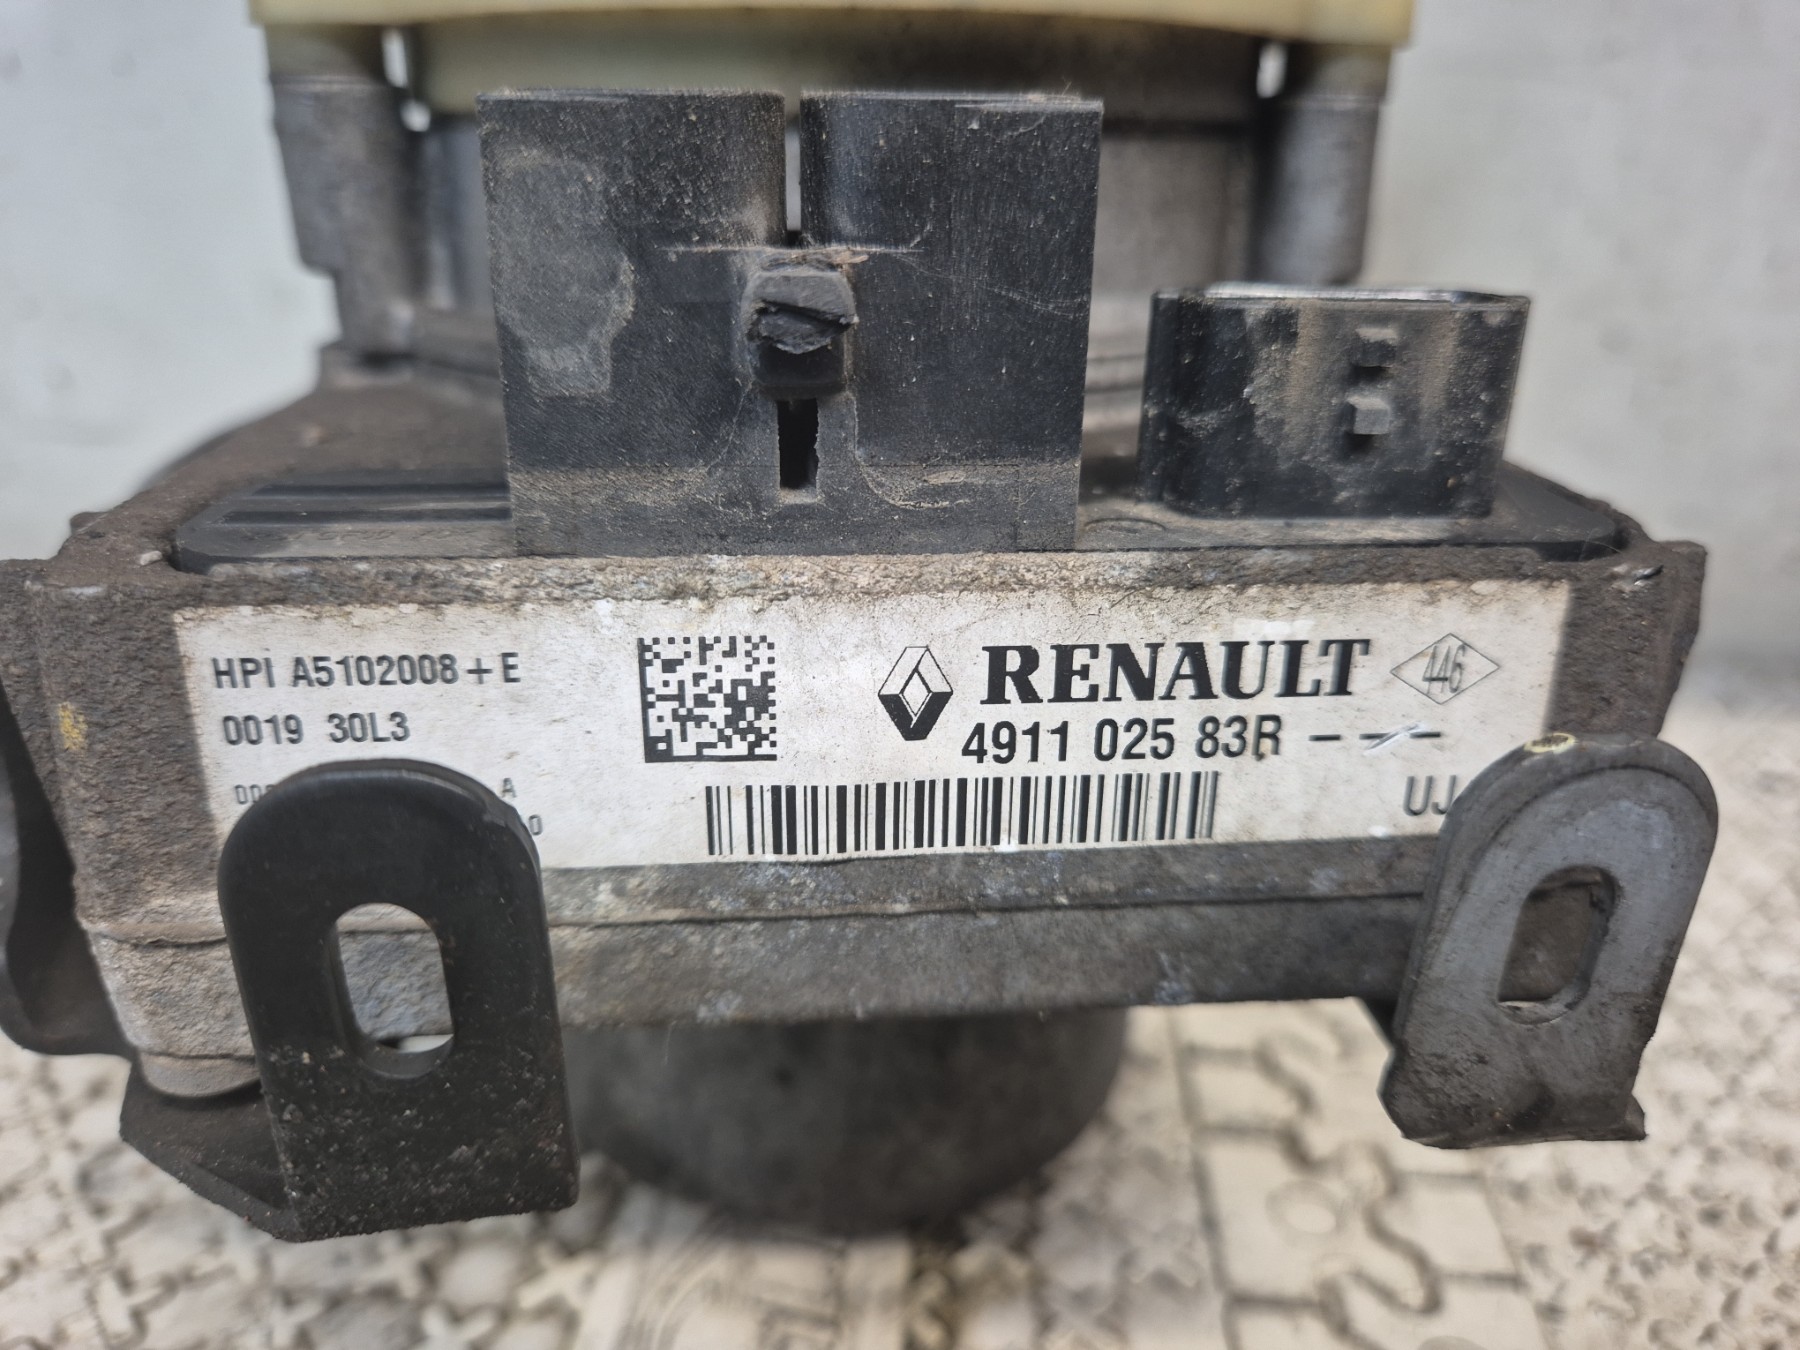 HPI A5102008+E
0019 30L3
RENAULT
446
4911 025 83R ---
UJ
A